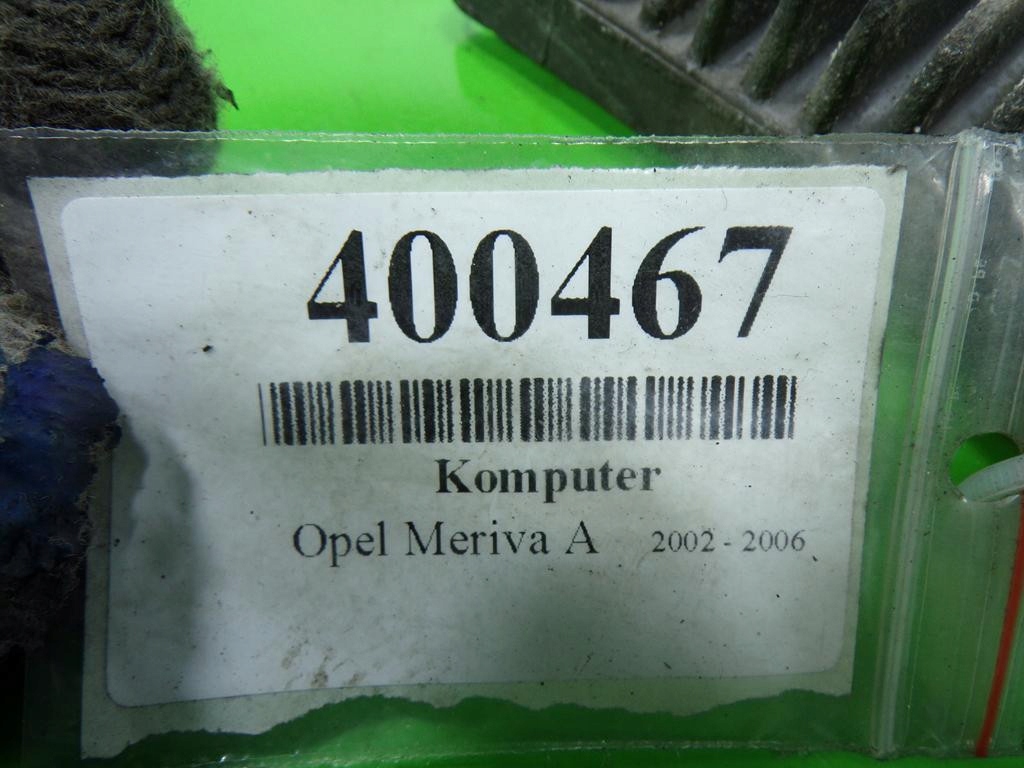 400467
Komputer
Opel Meriva A 2002 - 2006